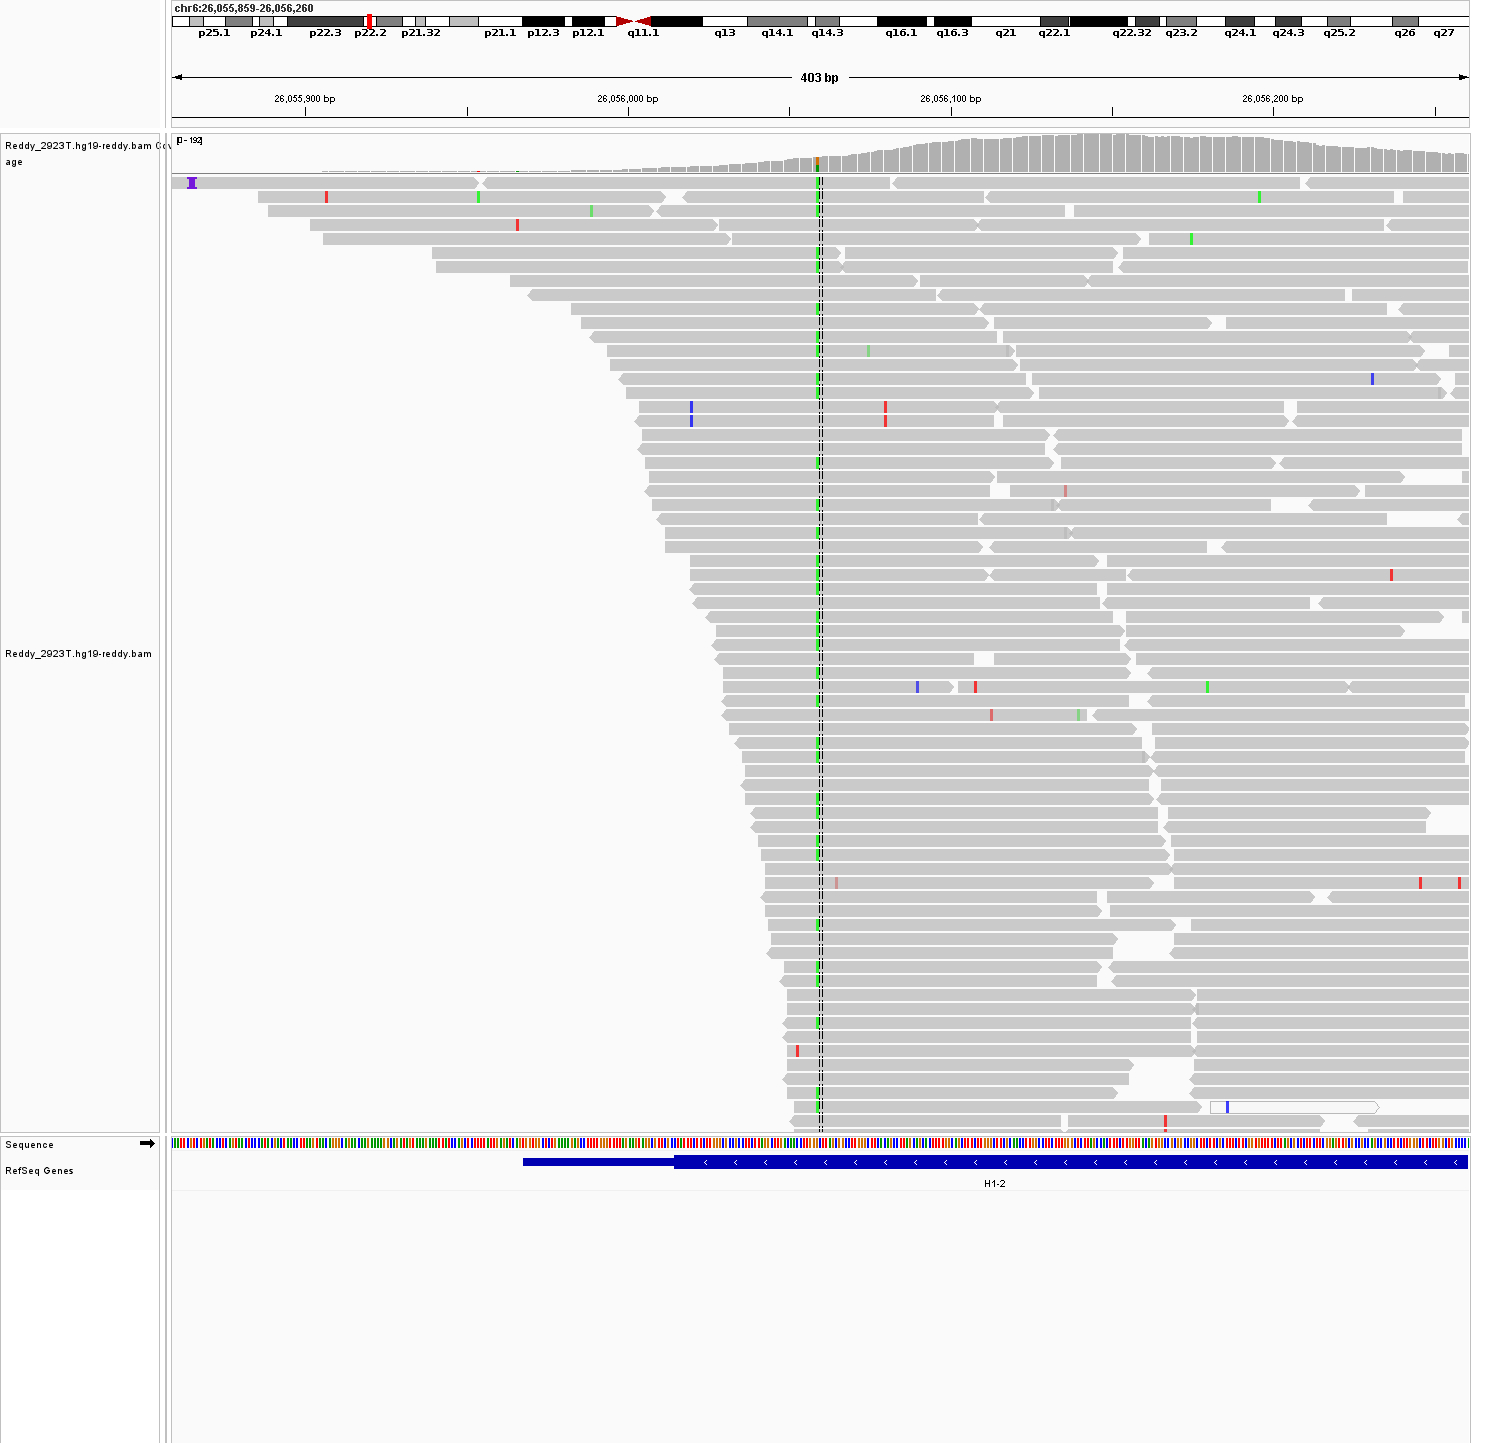 chr6:26,055,859-26,056,260
p25.1 p24.1 p22.3 p22.2 p21.32 p21.1 p12.3 p12.1 q11.1 q13 q14.1 q14.3 q16.1 q16.3 q21 q22.1 q22.32 q23.2 q24.1 q24.3 q25.2 q26 q27
403 bp
26,055,900 bp 26,056,000 bp 26,056,100 bp 26,056,200 bp
Reddy_2923T.hg19-reddy.bam Cov
age
[0 - 192]
Reddy_2923T.hg19-reddy.bam
Sequence
RefSeq Genes
H1-2